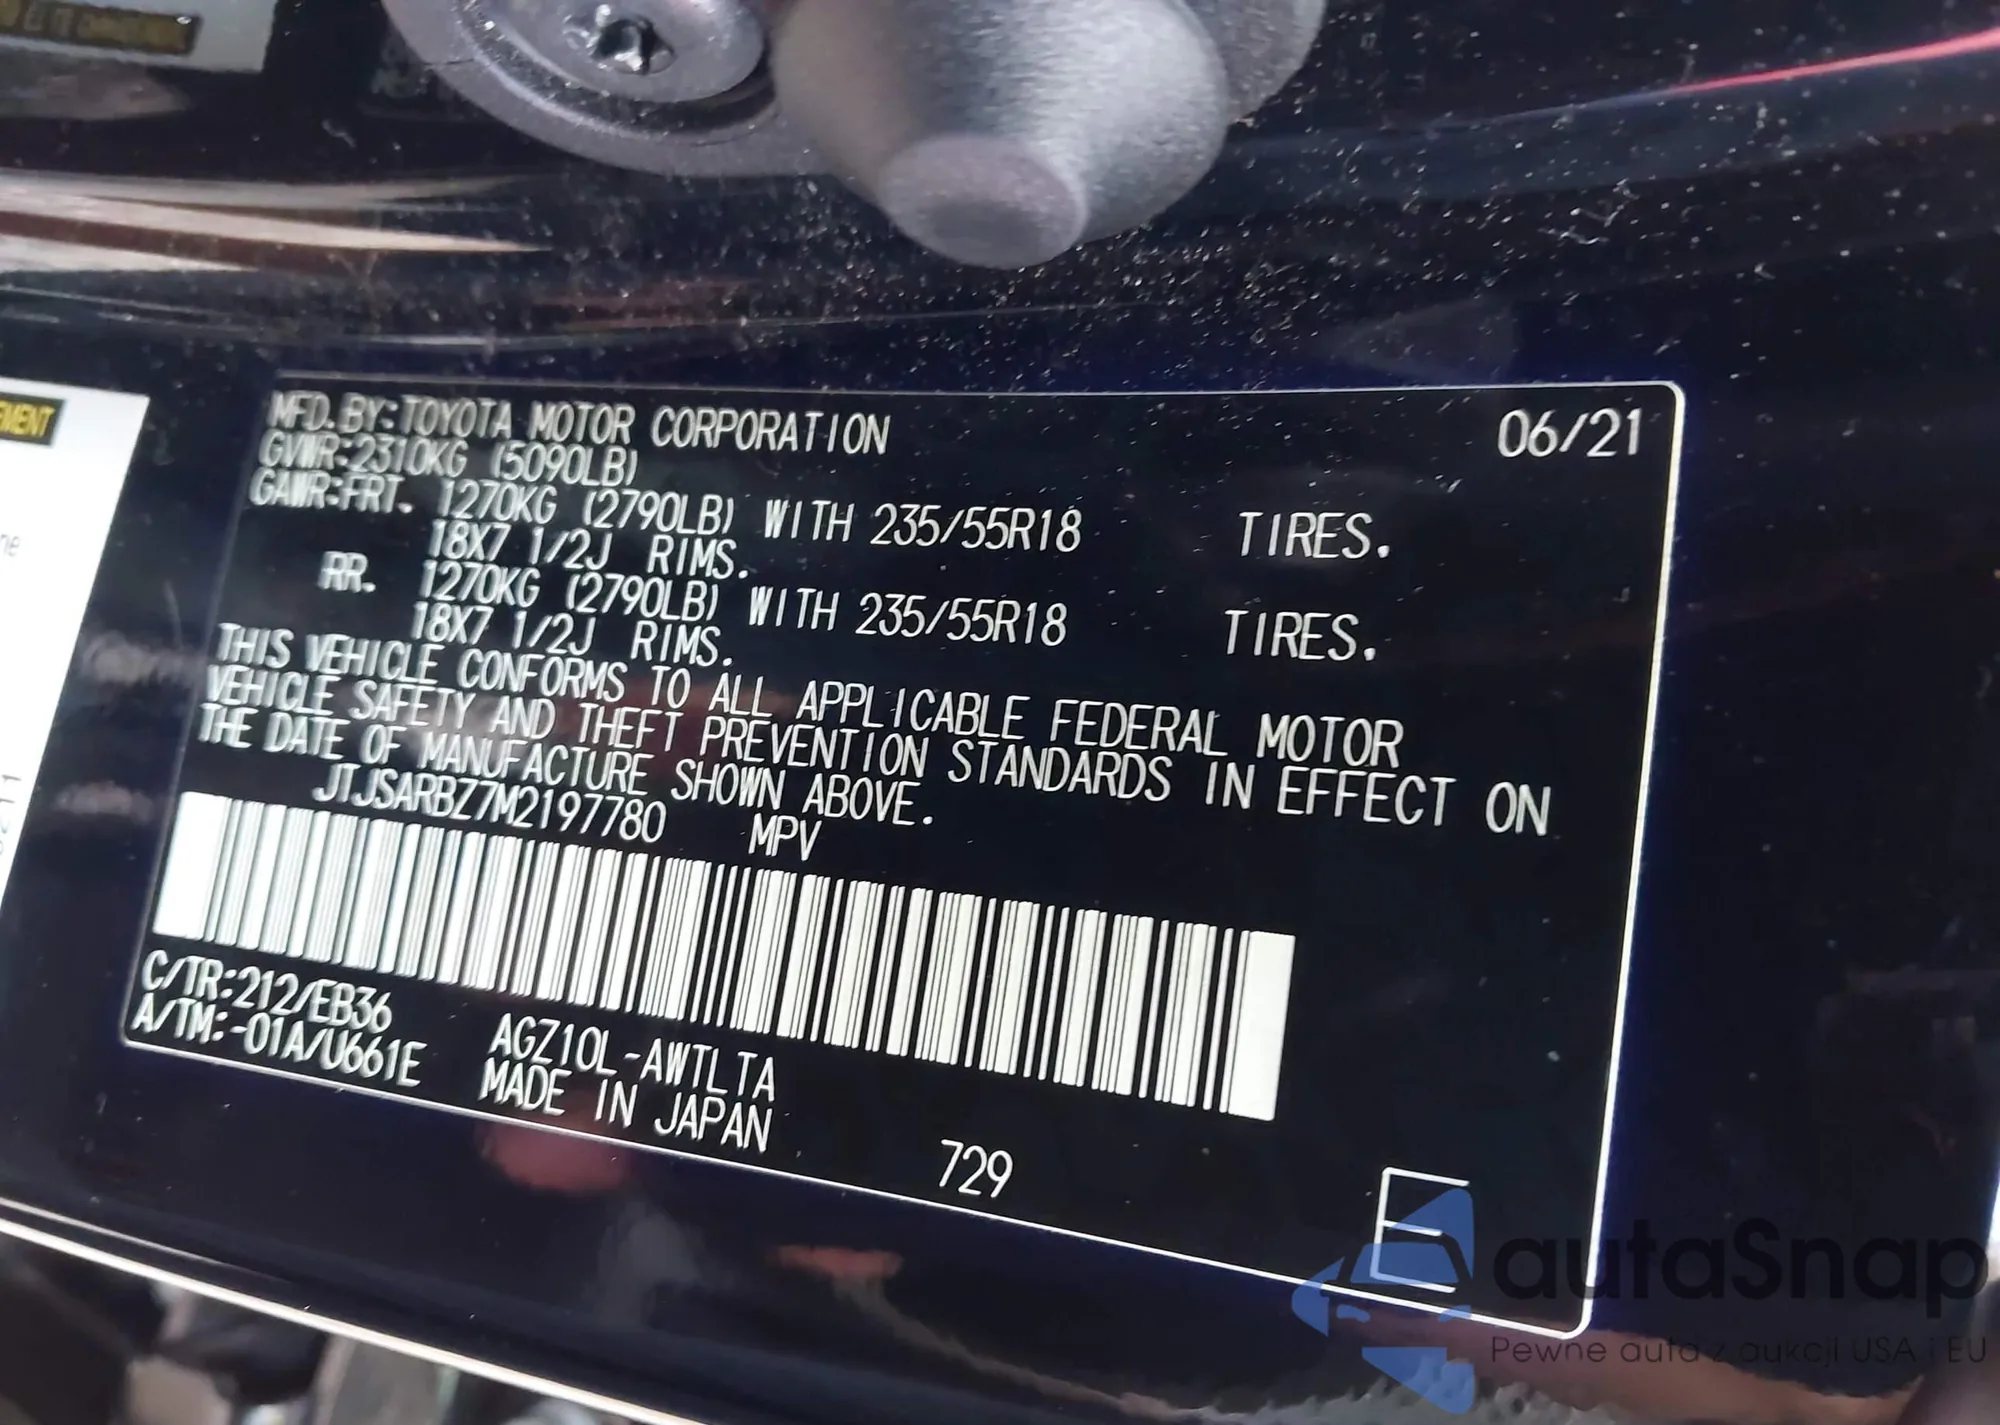 EMENT
ne
MFD.BY:TOYOTA MOTOR CORPORATION 06/21
GVWR:2310KG (5090LB)
GAWR:FRT. 1270KG (2790LB) WITH 235/55R18 TIRES.
18X7 1/2J RIMS.
RR. 1270KG (2790LB) WITH 235/55R18 TIRES.
18X7 1/2J RIMS.
THIS VEHICLE CONFORMS TO ALL APPLICABLE FEDERAL MOTOR
VEHICLE SAFETY AND THEFT PREVENTION STANDARDS IN EFFECT ON
THE DATE OF MANUFACTURE SHOWN ABOVE.
JTJSARBZ7M2197780 MPV
C/TR:212/EB36 AGZ10L-AWTLTA
A/TM:-01A/U661E MADE IN JAPAN
729
E
autaSnap
Pewne auta z aukcji USA i EU